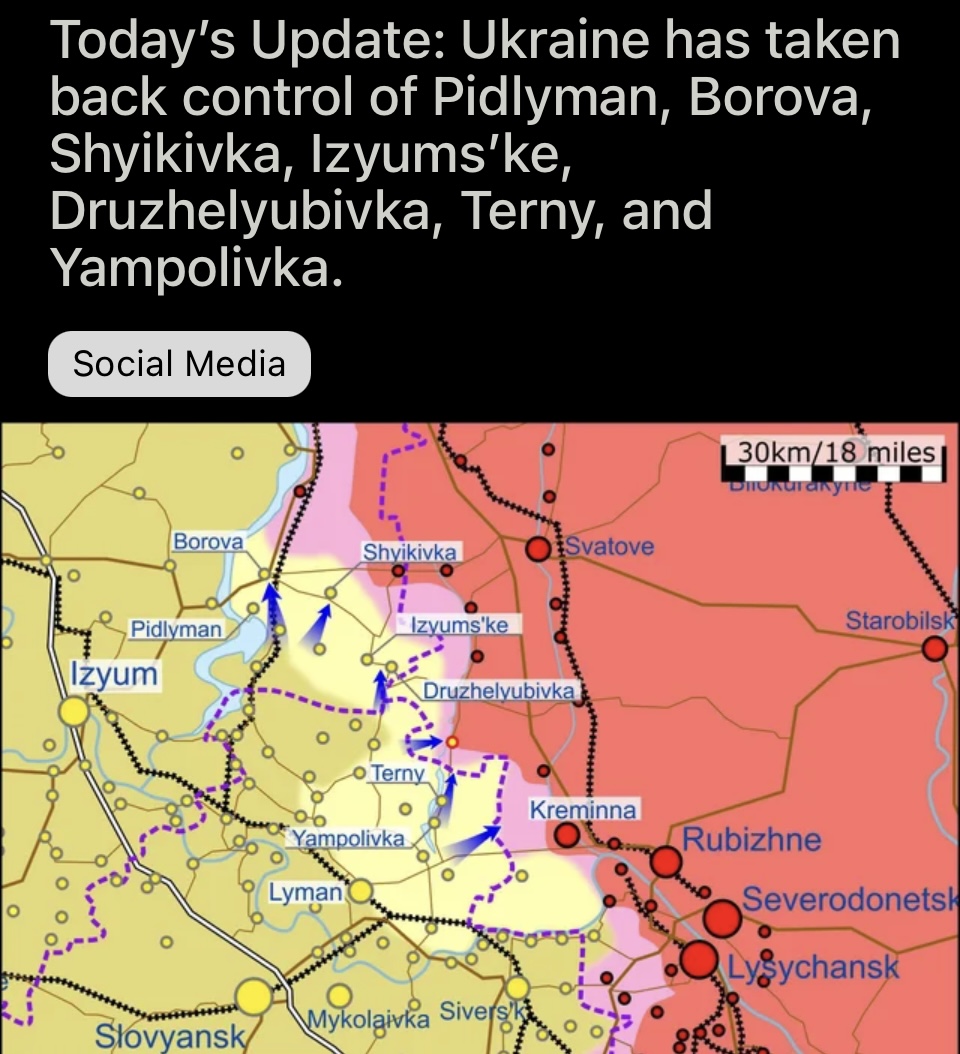 Today’s Update: Ukraine has taken
back control of Pidlyman, Borova,
Shyikivka, Izyums’ke,
Druzhelyubivka, Terny, and
Yampolivka.
Social Media
30km/18 miles
Bilokurakyne
Borova
Shyikivka
Svatove
Pidlyman
Izyums'ke
Starobilsk
Izyum
Druzhelyubivka
Terny
Kreminna
Yampolivka
Rubizhne
Lyman
Severodonetsk
Lysychansk
Mykolaivka
Sivers'k
Slovyansk